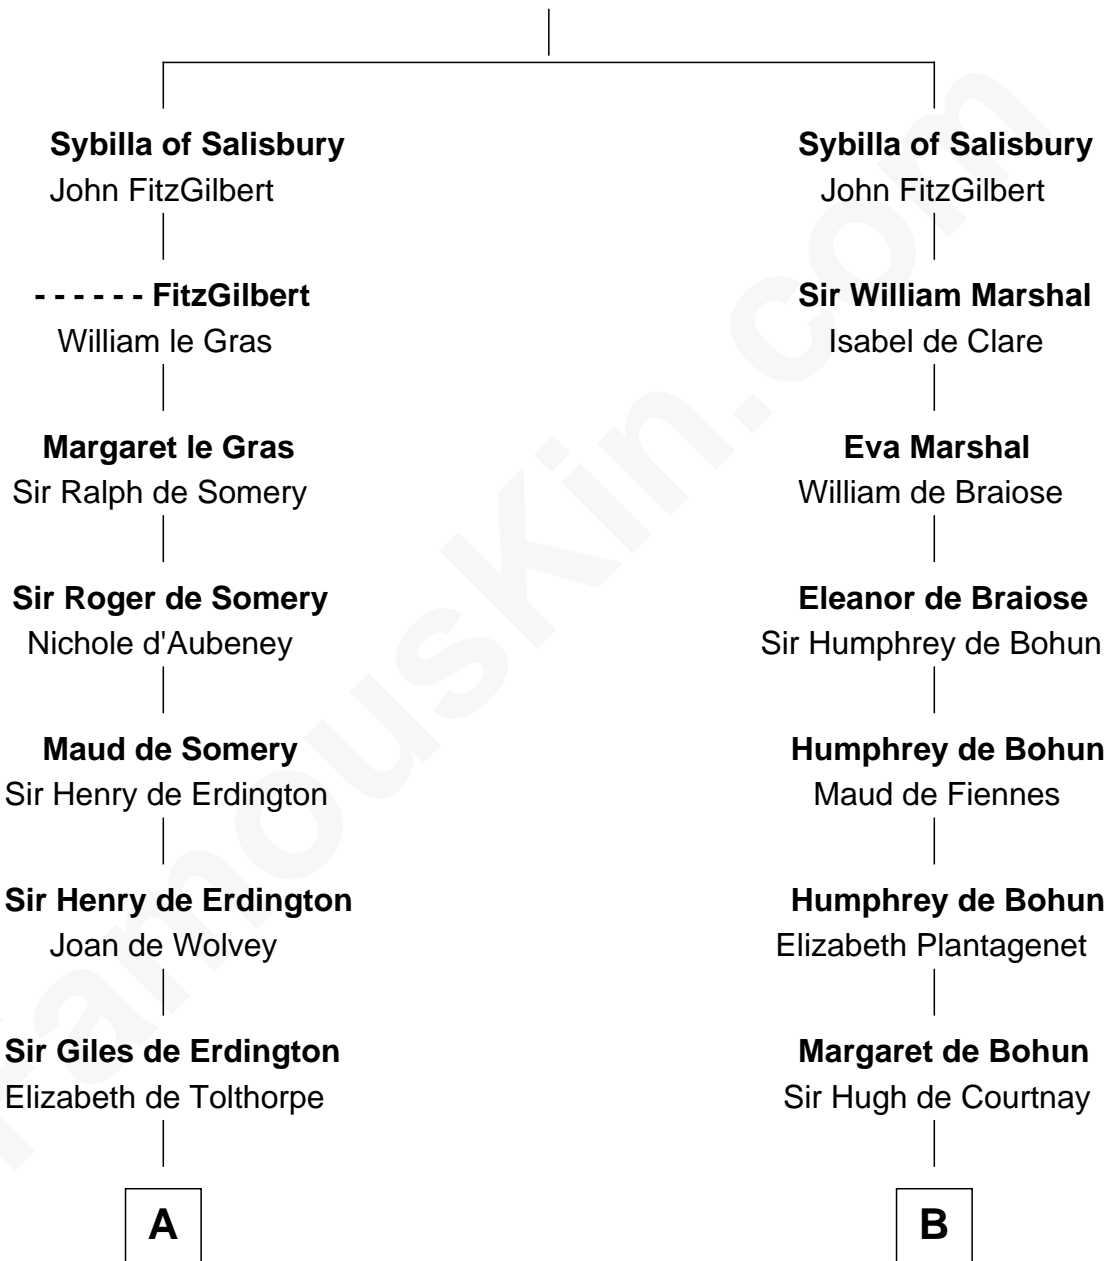 Sybilla of Salisbury
John FitzGilbert
- - - - - - FitzGilbert
William le Gras
Margaret le Gras
Sir Ralph de Somery
Sir Roger de Somery
Nichole d'Aubeney
Maud de Somery
Sir Henry de Erdington
Sir Henry de Erdington
Joan de Wolvey
Sir Giles de Erdington
Elizabeth de Tolthorpe
A
Sybilla of Salisbury
John FitzGilbert
Sir William Marshal
Isabel de Clare
Eva Marshal
William de Braiose
Eleanor de Braiose
Sir Humphrey de Bohun
Humphrey de Bohun
Maud de Fiennes
Humphrey de Bohun
Elizabeth Plantagenet
Margaret de Bohun
Sir Hugh de Courtnay
B
famouskin.com